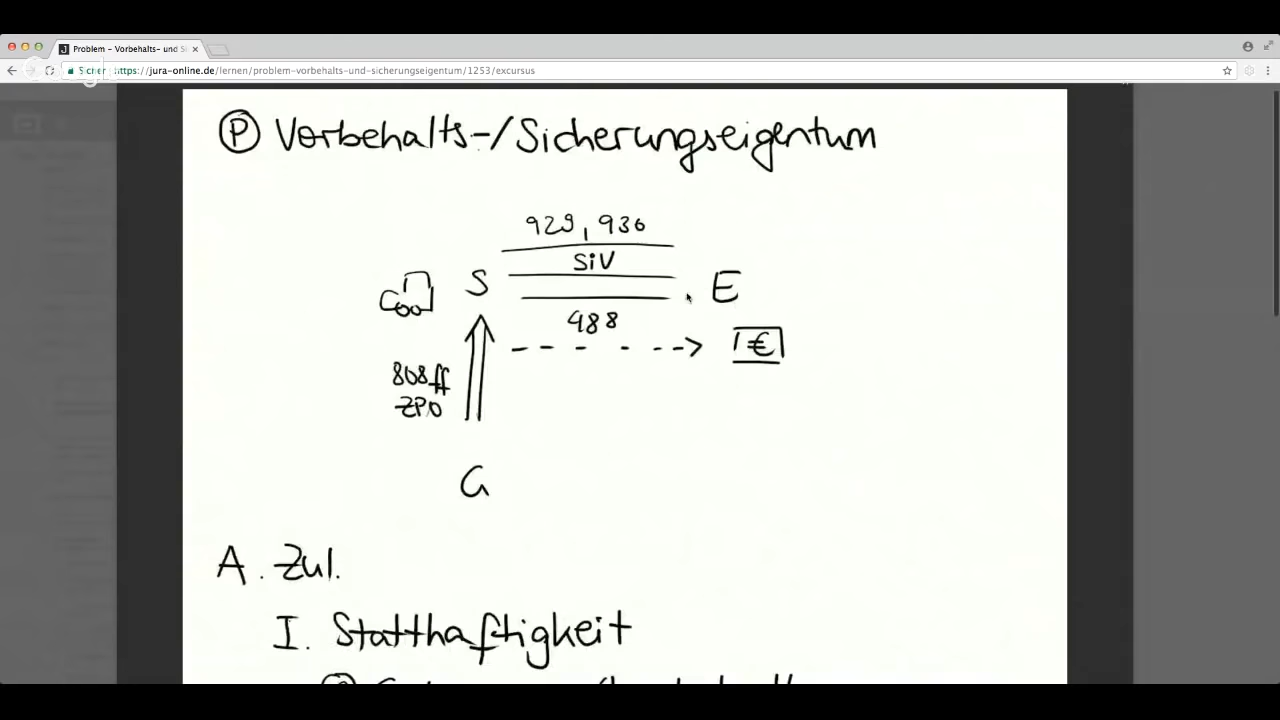 Problem – Vorbehalts- und Si
https://jura-online.de/lernen/problem-vorbehalts-und-sicherungseigentum/1253/excursus
Ⓟ Vorbehalts-/Sicherungseigentum
929, 930
SiV
S
E
488
€
808ff
ZPO
G
A. Zul.
I. Statthaftigkeit